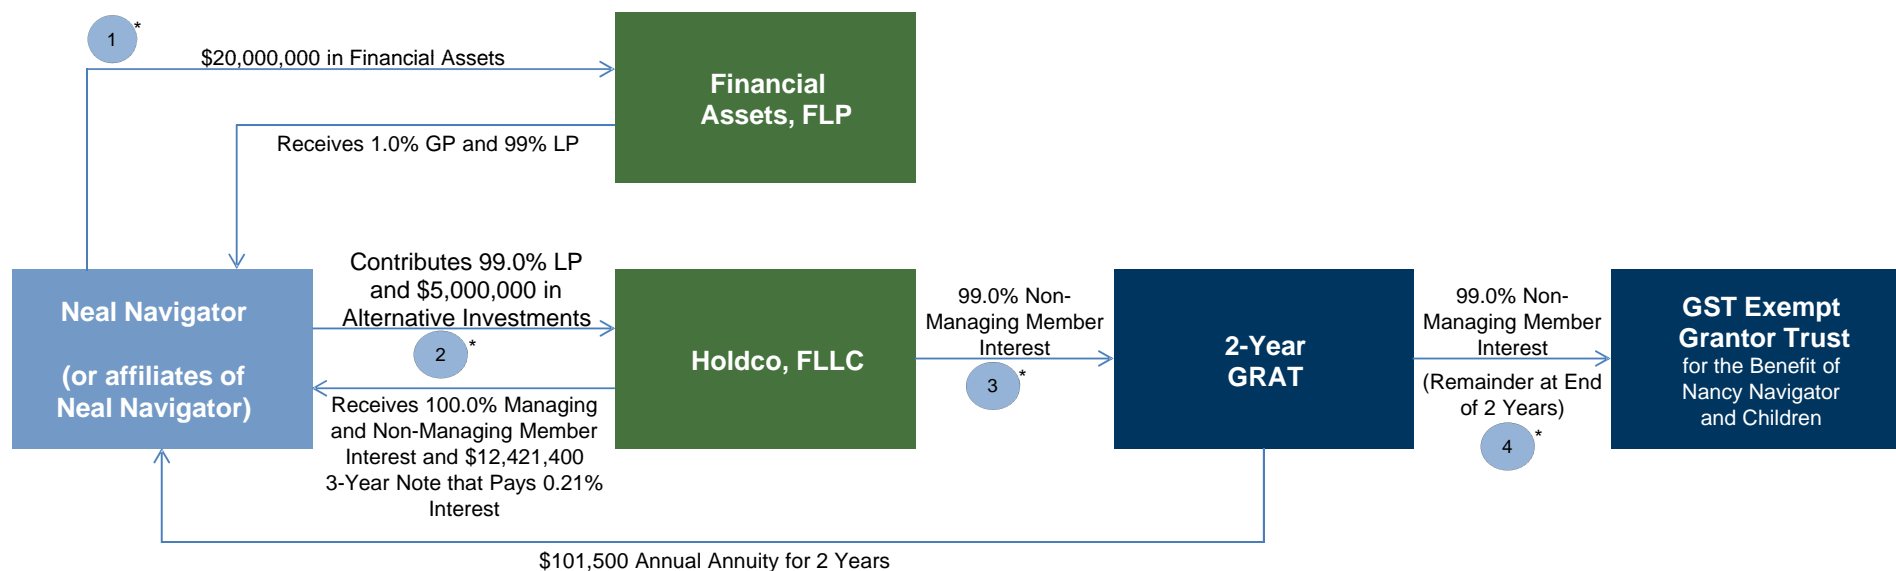 1 *
$20,000,000 in Financial Assets
Financial
Assets, FLP
Receives 1.0% GP and 99% LP
Neal Navigator
(or affiliates of
Neal Navigator)
Contributes 99.0% LP
and $5,000,000 in
Alternative Investments
2 *
Receives 100.0% Managing
and Non-Managing Member
Interest and $12,421,400
3-Year Note that Pays 0.21%
Interest
Holdco, FLLC
99.0% Non-
Managing Member
Interest
3 *
2-Year
GRAT
99.0% Non-
Managing Member
Interest
(Remainder at End
of 2 Years)
4 *
GST Exempt
Grantor Trust
for the Benefit of
Nancy Navigator
and Children
$101,500 Annual Annuity for 2 Years